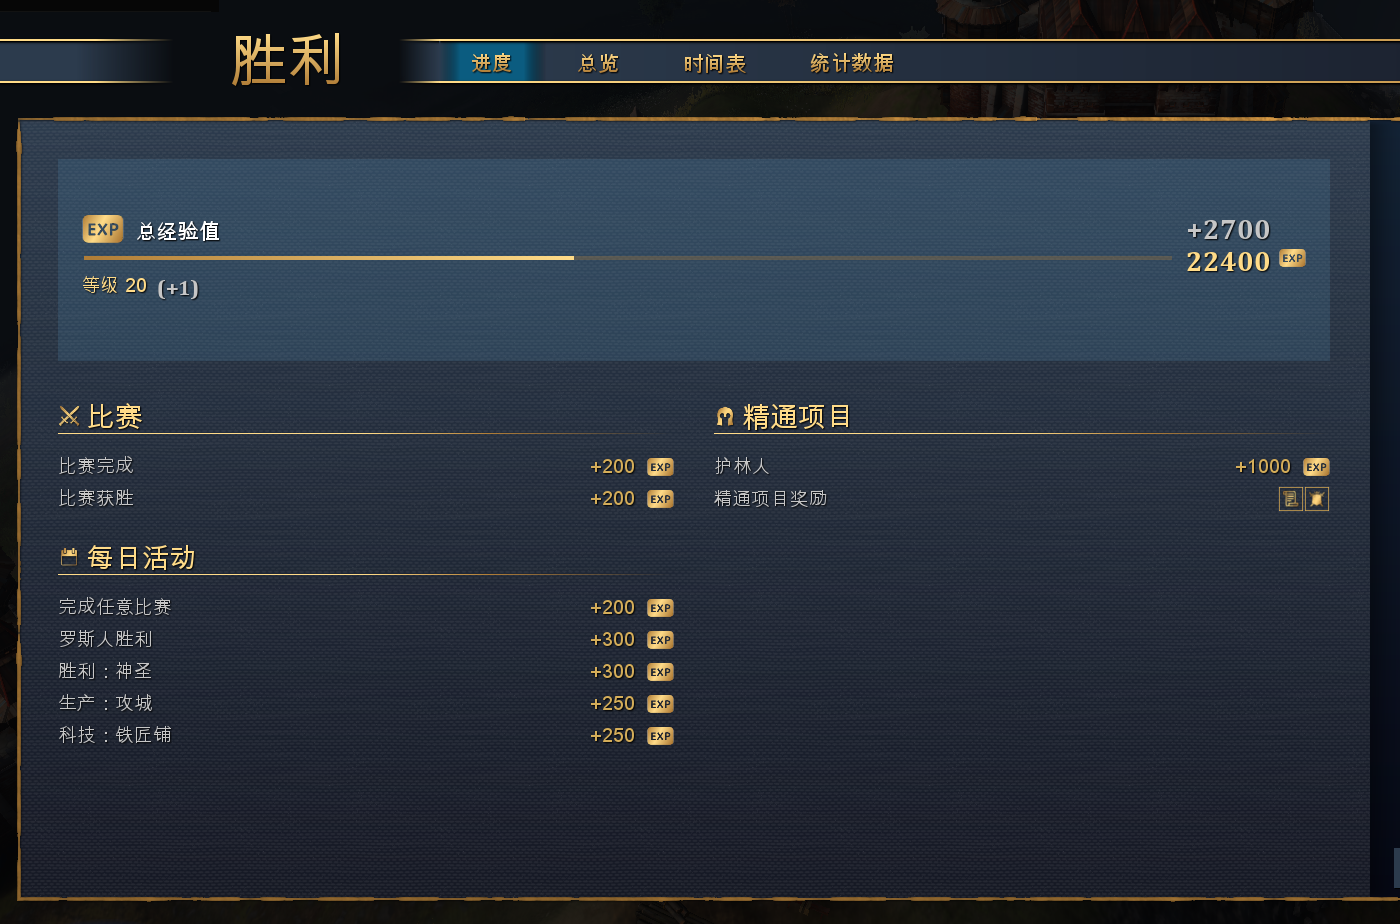 胜利
进度 总览 时间表 统计数据
EXP 总经验值 +2700
22400 EXP
等级 20 (+1)
比赛
比赛完成 +200 EXP
比赛获胜 +200 EXP
精通项目
护林人 +1000 EXP
精通项目奖励
每日活动
完成任意比赛 +200 EXP
罗斯人胜利 +300 EXP
胜利：神圣 +300 EXP
生产：攻城 +250 EXP
科技：铁匠铺 +250 EXP